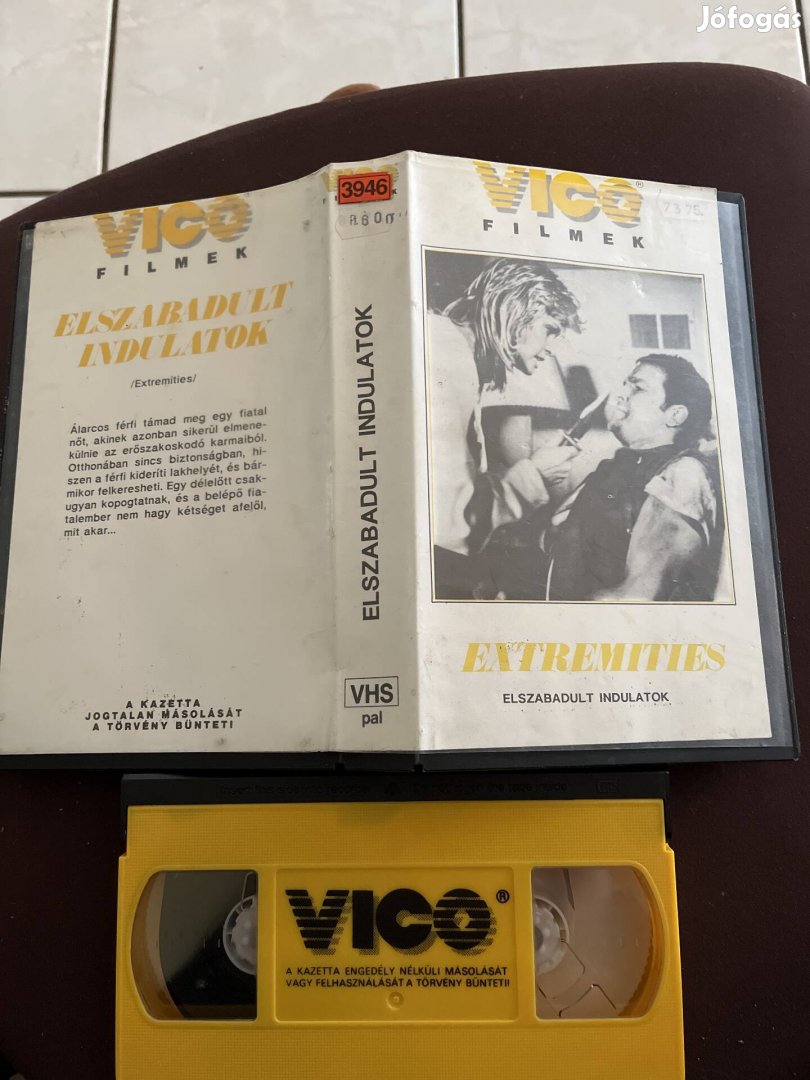 Jófogás
VICO
FILMEK
ELSZABADULT
INDULATOK
/Extremities/
Álarcos férfi támad meg egy fiatal
nőt, akinek azonban sikerül elmene-
külnie az erőszakoskodó karmaiból.
Otthonában sincs biztonságban, hi-
szen a férfi kideríti lakhelyét, és bár-
mikor felkeresheti. Egy délelőtt csak-
ugyan kopogtatnak, és a belépő fia-
talember nem hagy kétséget afelől,
mit akar...
A KAZETTA
JOGTALAN MÁSOLÁSÁT
A TÖRVÉNY BÜNTETI
3946
ELSZABADULT INDULATOK
VHS
pal
VICO®
FILMEK
7375.
EXTREMITIES
ELSZABADULT INDULATOK
VICO®
A KAZETTA ENGEDÉLY NÉLKÜLI MÁSOLÁSÁT
VAGY FELHASZNÁLÁSÁT A TÖRVÉNY BÜNTETI!